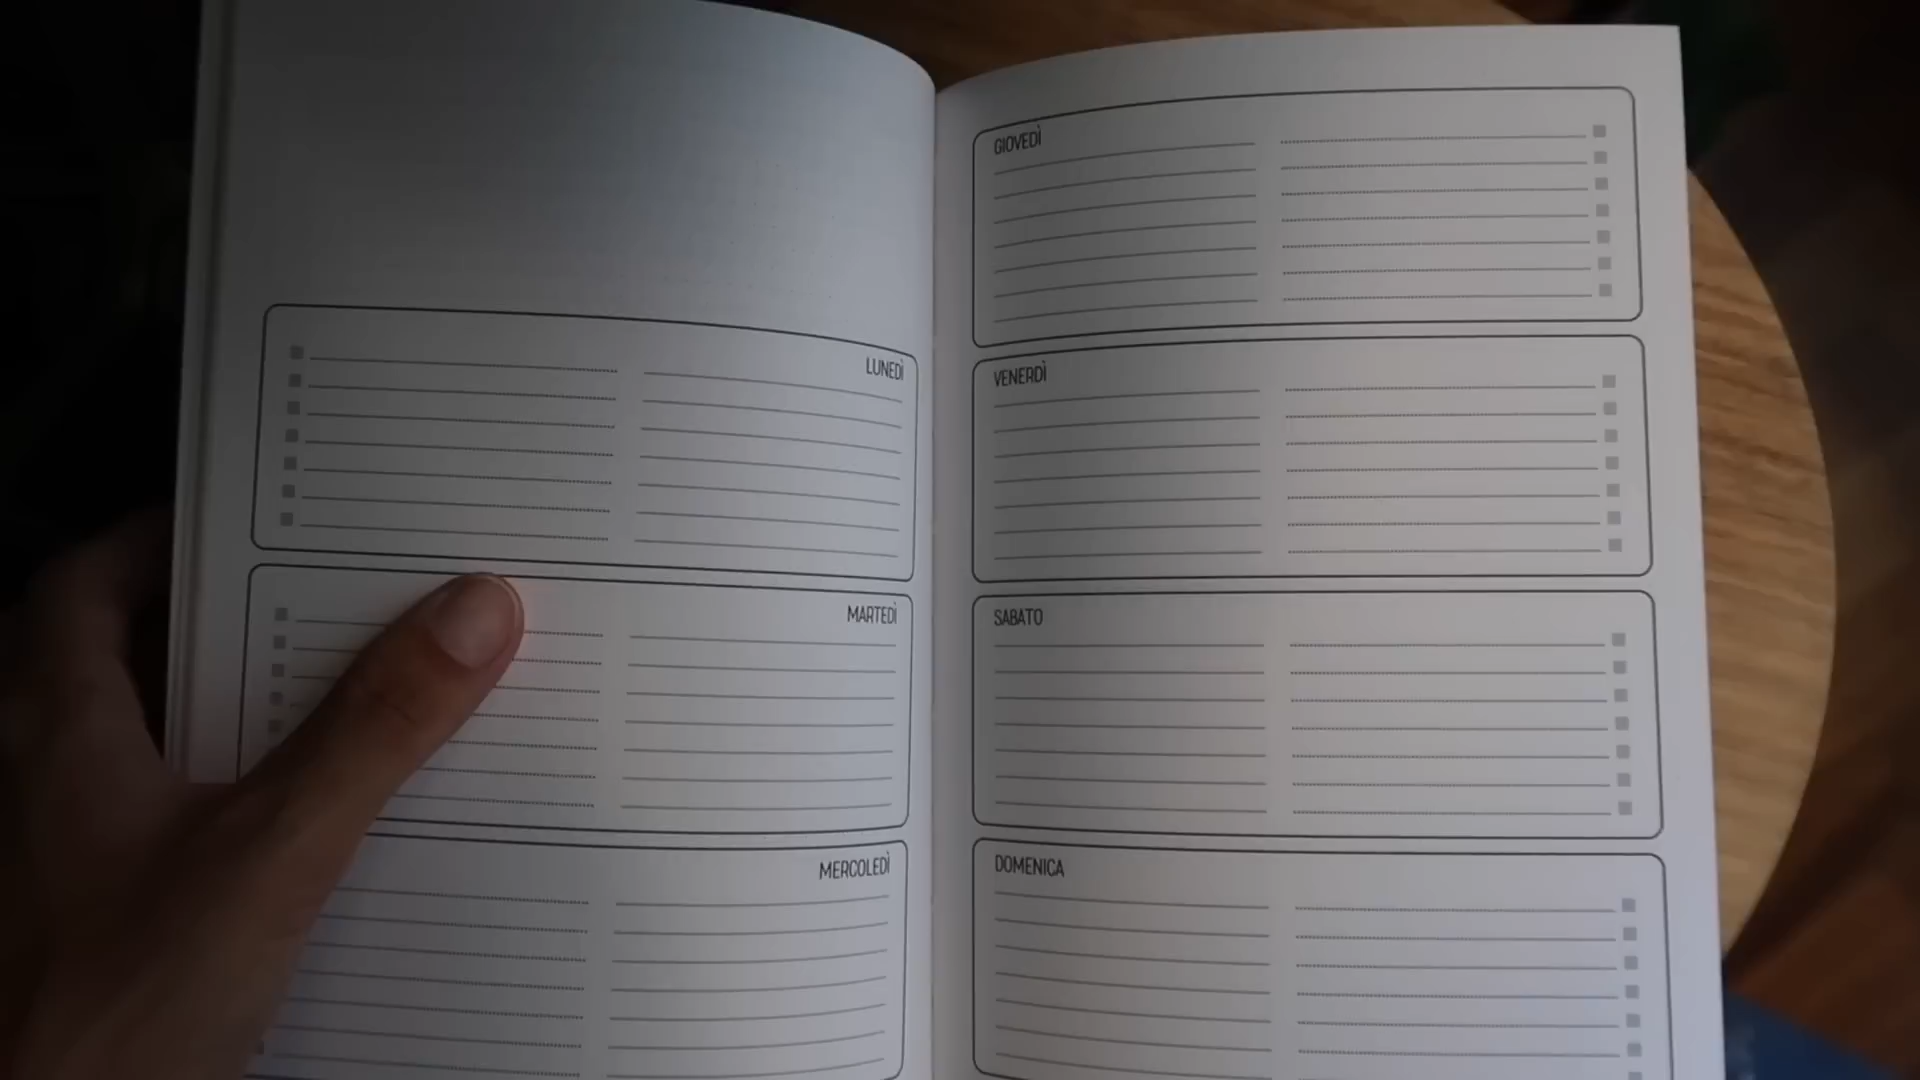 LUNEDÌ
MARTEDÌ
MERCOLEDÌ
GIOVEDÌ
VENERDÌ
SABATO
DOMENICA